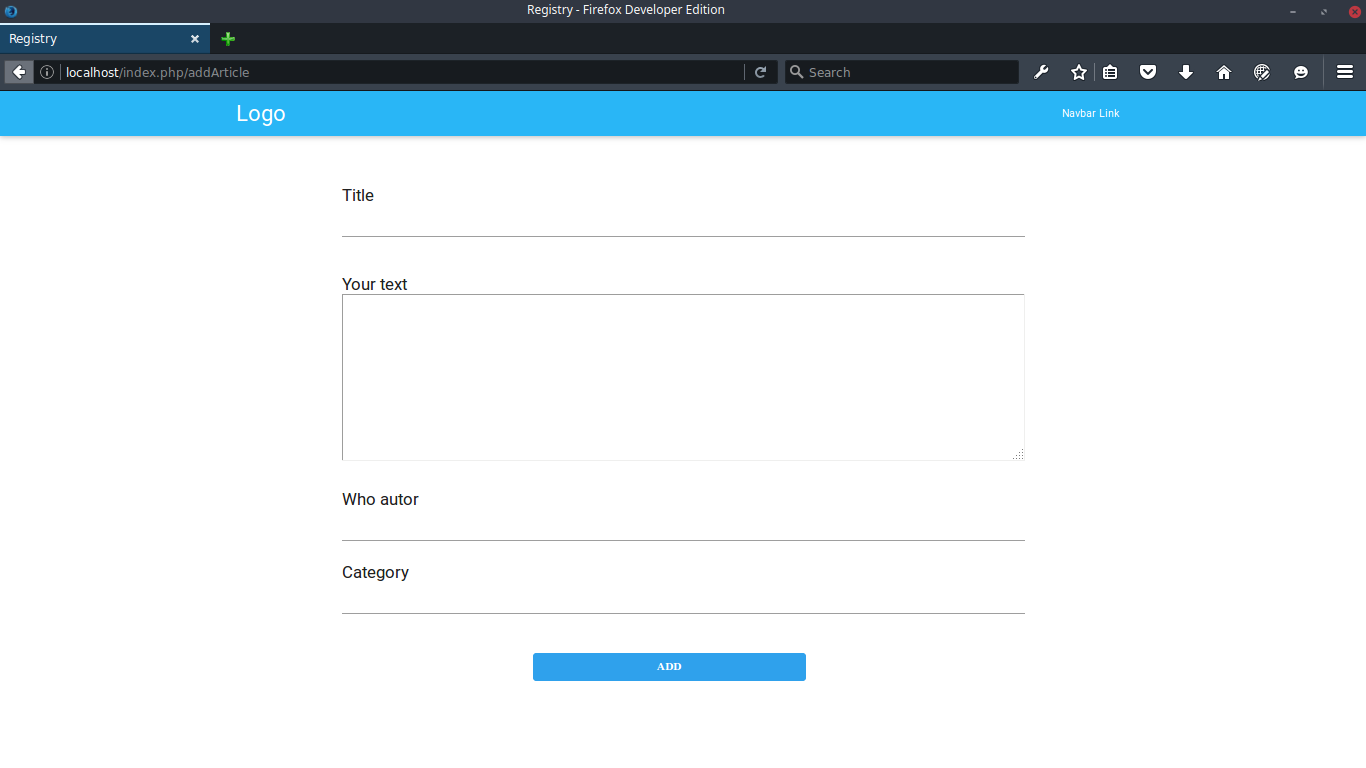 Registry - Firefox Developer Edition
Registry
localhost/index.php/addArticle
Search
Logo
Navbar Link
Title
Your text
Who autor
Category
ADD